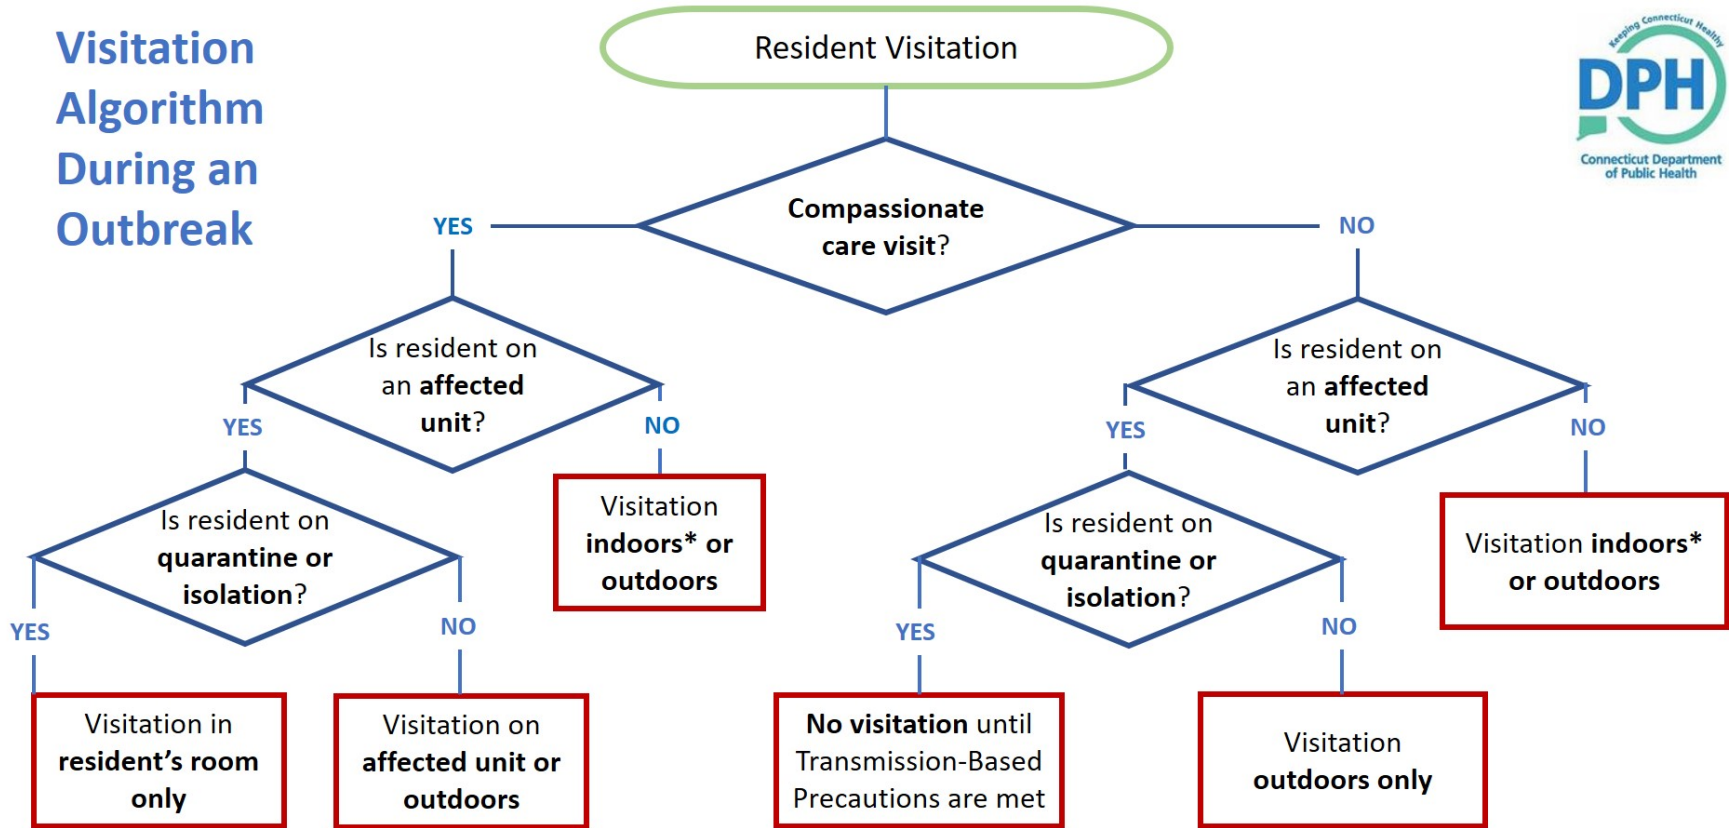 Visitation
Algorithm
During an
Outbreak
Resident Visitation
Keeping Connecticut Healthy
DPH
Connecticut Department
of Public Health
Compassionate
care visit?
YES
NO
Is resident on
an affected
unit?
YES
NO
Is resident on
an affected
unit?
YES
NO
Is resident on
quarantine or
isolation?
YES
NO
Visitation
indoors* or
outdoors
Is resident on
quarantine or
isolation?
YES
NO
Visitation indoors*
or outdoors
Visitation in
resident's room
only
Visitation on
affected unit or
outdoors
No visitation until
Transmission-Based
Precautions are met
Visitation
outdoors only